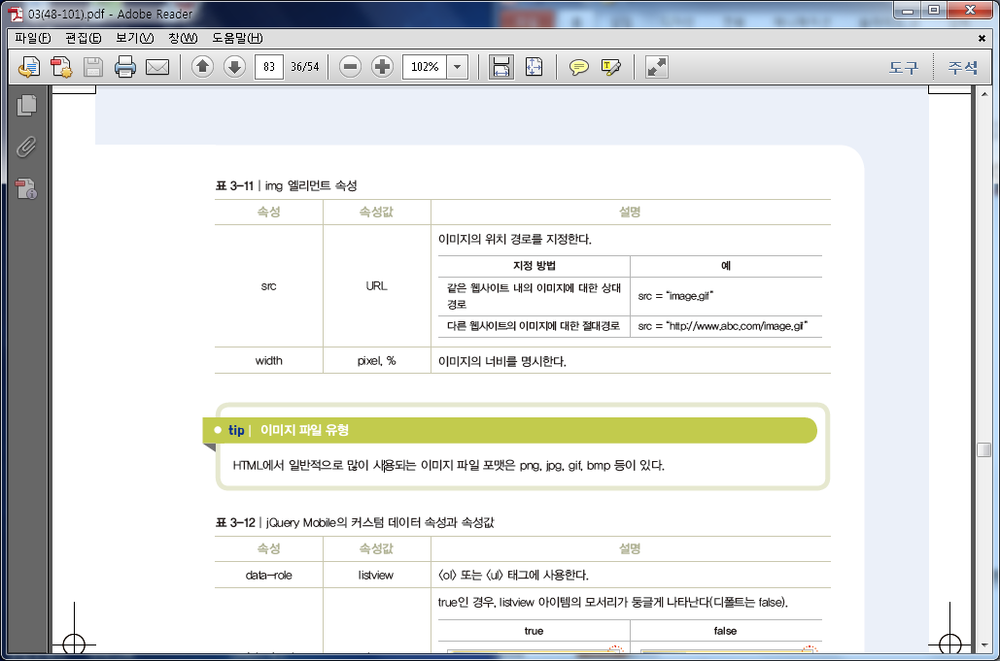 03(48-101).pdf - Adobe Reader
파일(F) 편집(E) 보기(V) 창(W) 도움말(H)
83 36/54 102% 도구 주석
표 3-11 | img 엘리먼트 속성
속성 속성값 설명
이미지의 위치 경로를 지정한다.
지정 방법 예
src URL
같은 웹사이트 내의 이미지에 대한 상대
경로
src = “image.gif”
다른 웹사이트의 이미지에 대한 절대경로 src = “http://www.abc.com/image.gif”
width pixel, % 이미지의 너비를 명시한다.
tip | 이미지 파일 유형
HTML에서 일반적으로 많이 사용되는 이미지 파일 포맷은 png, jpg, gif, bmp 등이 있다.
표 3-12 | jQuery Mobile의 커스텀 데이터 속성과 속성값
속성 속성값 설명
data-role listview 〈ol〉 또는 〈ul〉 태그에 사용한다.
true인 경우, listview 아이템의 모서리가 둥글게 나타난다(디폴트는 false).
true false